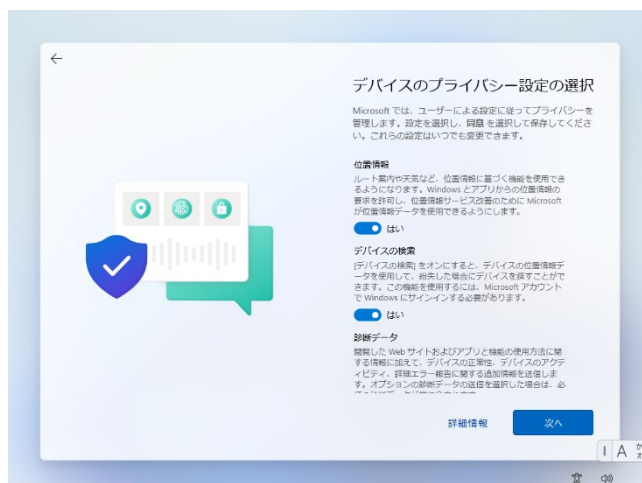 デバイスのプライバシー設定の選択
Microsoft では、ユーザーによる設定に従ってプライバシーを
管理します。設定を選択し、同意 を選択して保存してくださ
い。これらの設定はいつでも変更できます。
位置情報
ルート案内や天気など、位置情報に基づく機能を使用でき
るようになります。Windows とアプリからの位置情報の
要求を許可し、位置情報サービス改善のために Microsoft
が位置情報データを使用できるようにします。
はい
デバイスの検索
[デバイスの検索] をオンにすると、デバイスの位置情報デ
ータを使用して、紛失した場合にデバイスを探すことがで
きます。この機能を使用するには、Microsoft アカウント
で Windows にサインインする必要があります。
はい
診断データ
閲覧した Web サイトおよびアプリと機能の使用方法に関
する情報に加えて、デバイスの正常性、デバイスのアクテ
ィビティ、詳細エラー報告に関する追加情報を送信しま
す。オプションの診断データの送信を選択した場合は、必
詳細情報
次へ
A